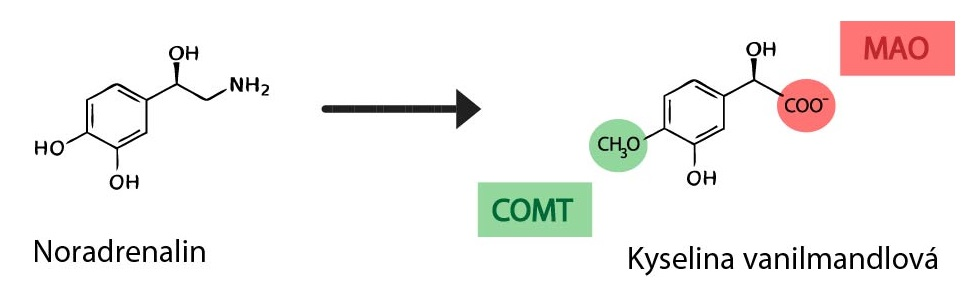 OH
NH₂
HO
OH
Noradrenalin
COMT
OH
MAO
COO⁻
CH₃O
OH
Kyselina vanilmandlová